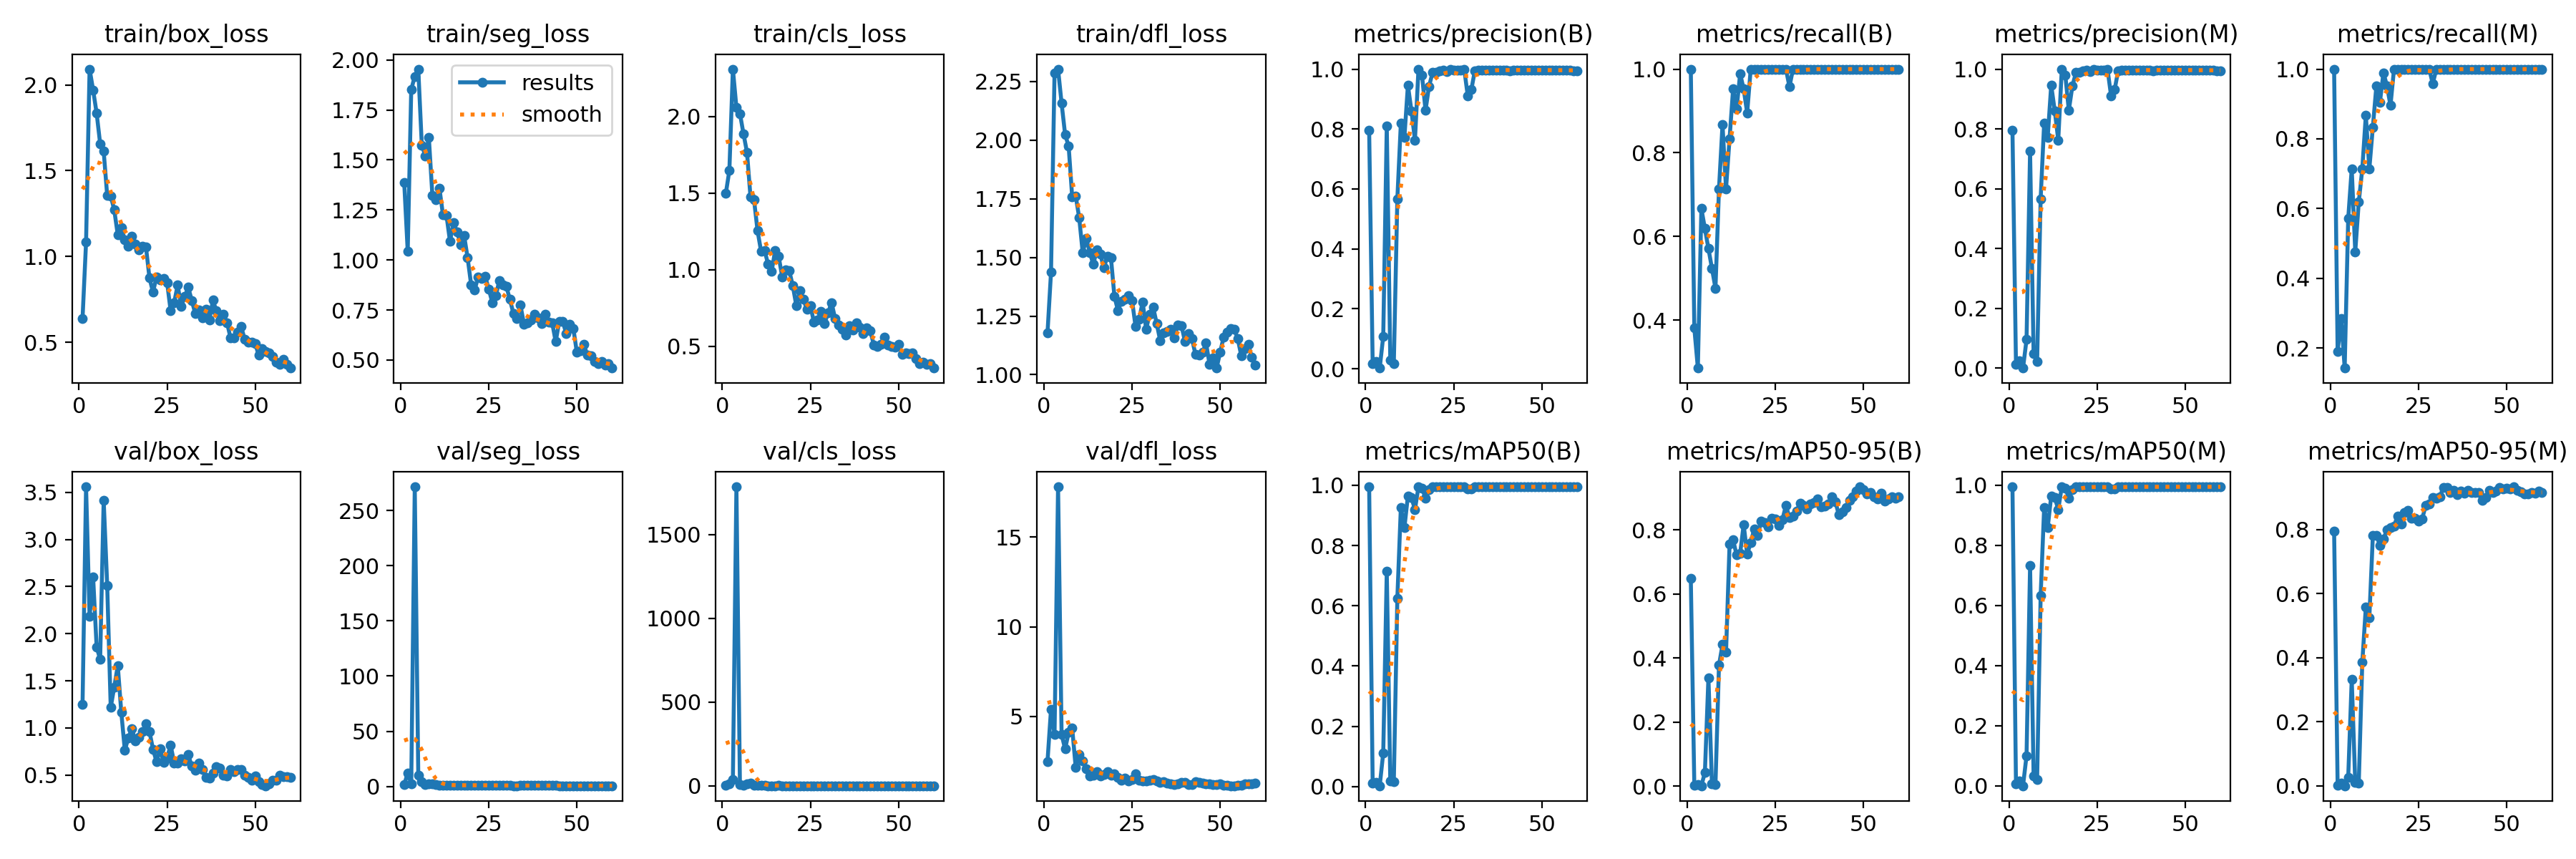 train/box_loss
train/seg_loss
train/cls_loss
train/dfl_loss
metrics/precision(B)
metrics/recall(B)
metrics/precision(M)
metrics/recall(M)
2.0
1.5
1.0
0.5
0 25 50
2.00
1.75
1.50
1.25
1.00
0.75
0.50
results
smooth
0 25 50
2.0
1.5
1.0
0.5
0 25 50
2.25
2.00
1.75
1.50
1.25
1.00
0 25 50
1.0
0.8
0.6
0.4
0.2
0.0
0 25 50
1.0
0.8
0.6
0.4
0 25 50
1.0
0.8
0.6
0.4
0.2
0.0
0 25 50
1.0
0.8
0.6
0.4
0.2
0 25 50
val/box_loss
val/seg_loss
val/cls_loss
val/dfl_loss
metrics/mAP50(B)
metrics/mAP50-95(B)
metrics/mAP50(M)
metrics/mAP50-95(M)
3.5
3.0
2.5
2.0
1.5
1.0
0.5
0 25 50
250
200
150
100
50
0
0 25 50
1500
1000
500
0
0 25 50
15
10
5
0 25 50
1.0
0.8
0.6
0.4
0.2
0.0
0 25 50
0.8
0.6
0.4
0.2
0.0
0 25 50
1.0
0.8
0.6
0.4
0.2
0.0
0 25 50
0.8
0.6
0.4
0.2
0.0
0 25 50